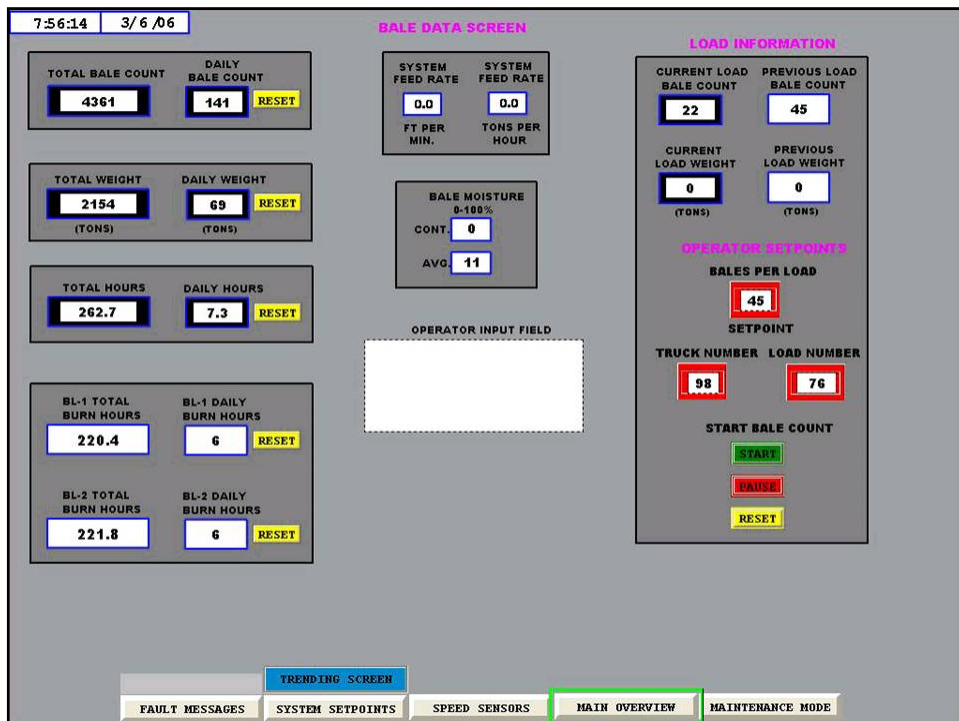 7:56:14 3/ 6 /06
BALE DATA SCREEN
TOTAL BALE COUNT
DAILY
BALE COUNT
4361
141
RESET
TOTAL WEIGHT
DAILY WEIGHT
2154
69
RESET
(TONS)
(TONS)
TOTAL HOURS
DAILY HOURS
262.7
7.3
RESET
BL-1 TOTAL
BURN HOURS
BL-1 DAILY
BURN HOURS
220.4
6
RESET
BL-2 TOTAL
BURN HOURS
BL-2 DAILY
BURN HOURS
221.8
6
RESET
SYSTEM
FEED RATE
SYSTEM
FEED RATE
0.0
0.0
FT PER
MIN.
TONS PER
HOUR
BALE MOISTURE
0-100%
CONT. 0
AVG. 11
OPERATOR INPUT FIELD
LOAD INFORMATION
CURRENT LOAD
BALE COUNT
PREVIOUS LOAD
BALE COUNT
22
45
CURRENT
LOAD WEIGHT
PREVIOUS
LOAD WEIGHT
0
0
(TONS)
(TONS)
OPERATOR SETPOINTS
BALES PER LOAD
45
SETPOINT
TRUCK NUMBER
LOAD NUMBER
98
76
START BALE COUNT
START
PAUSE
RESET
TRENDING SCREEN
FAULT MESSAGES
SYSTEM SETPOINTS
SPEED SENSORS
MAIN OVERVIEW
MAINTENANCE MODE